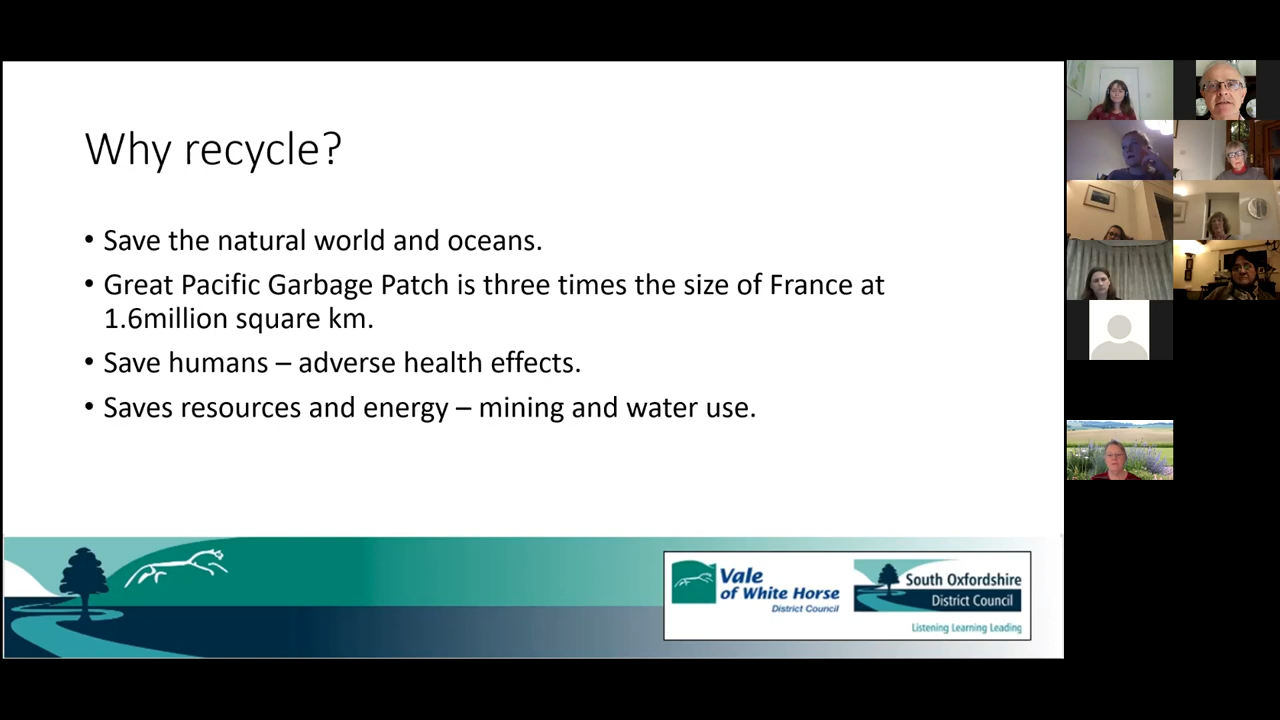 Why recycle?
• Save the natural world and oceans.
• Great Pacific Garbage Patch is three times the size of France at
1.6million square km.
• Save humans – adverse health effects.
• Saves resources and energy – mining and water use.
Vale
of White Horse
District Council
South Oxfordshire
District Council
Listening Learning Leading